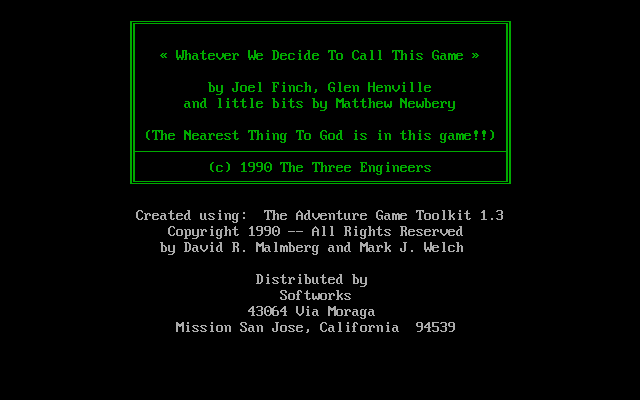 « Whatever We Decide To Call This Game »
by Joel Finch, Glen Henville
and little bits by Matthew Newbery
(The Nearest Thing To God is in this game!!)
(c) 1990 The Three Engineers
Created using:  The Adventure Game Toolkit 1.3
Copyright 1990 -- All Rights Reserved
by David R. Malmberg and Mark J. Welch
Distributed by
Softworks
43064 Via Moraga
Mission San Jose, California  94539